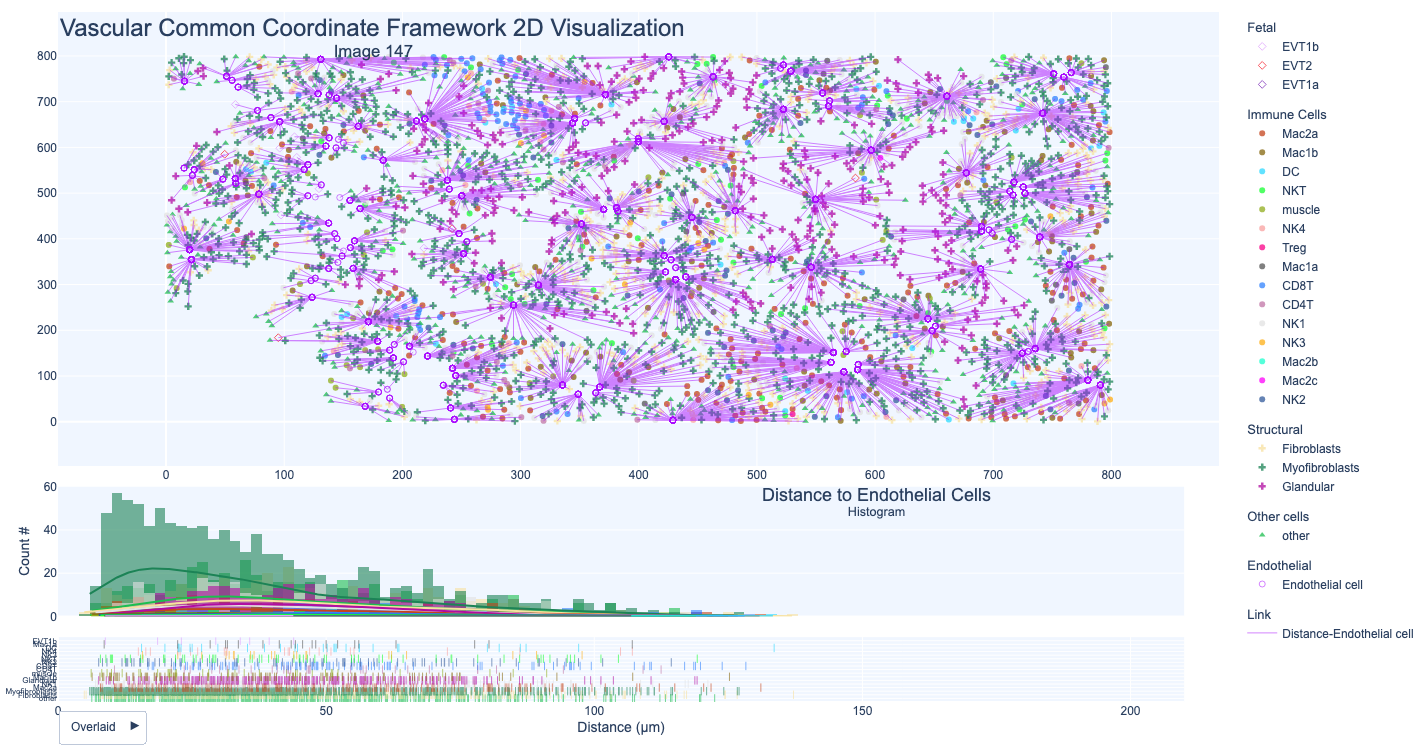 Vascular Common Coordinate Framework 2D Visualization
Image 147
800
700
600
500
400
300
200
100
0
0 100 200 300 400 500 600 700 800
Distance to Endothelial Cells
Histogram
60
40
20
0
Count #
Glandular
Myofibroblasts
other
0 50 100 150 200
Distance (μm)
Overlaid ▶
Fetal
EVT1b
EVT2
EVT1a
Immune Cells
Mac2a
Mac1b
DC
NKT
muscle
NK4
Treg
Mac1a
CD8T
CD4T
NK1
NK3
Mac2b
Mac2c
NK2
Structural
Fibroblasts
Myofibroblasts
Glandular
Other cells
other
Endothelial
Endothelial cell
Link
Distance-Endothelial cell